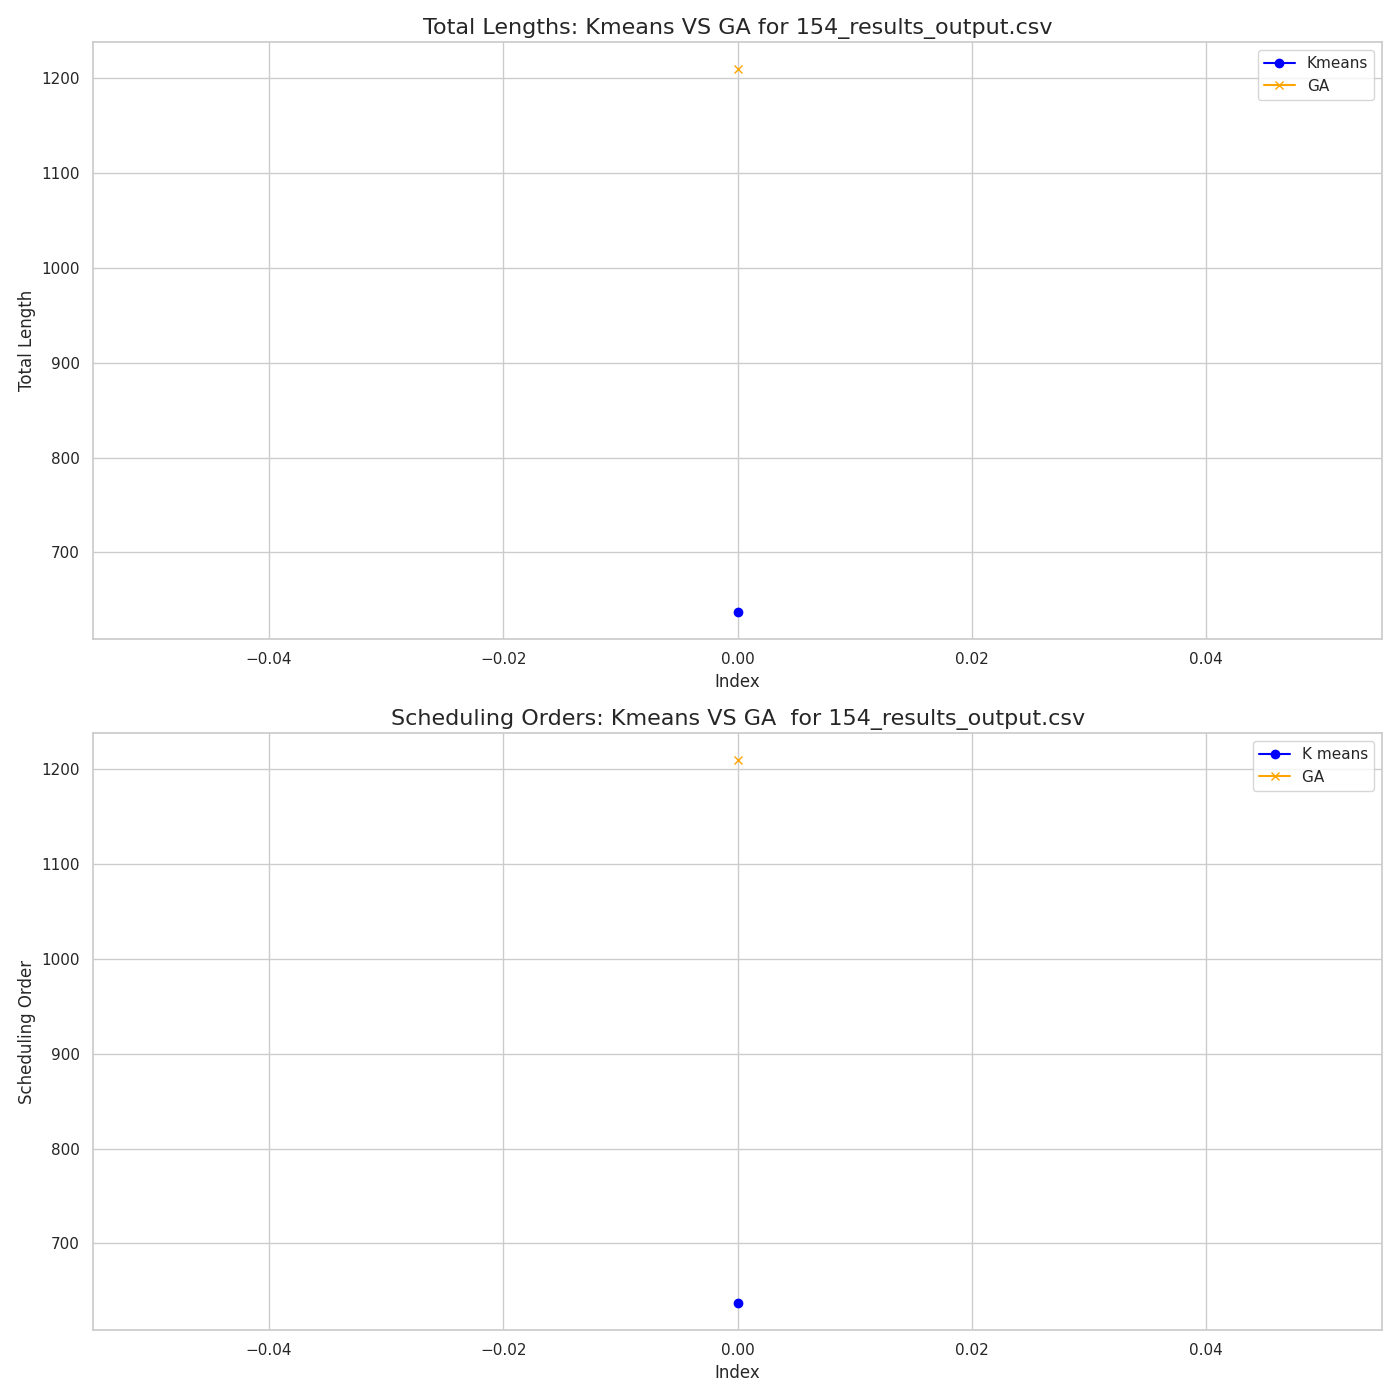 Total Lengths: Kmeans VS GA for 154_results_output.csv
Kmeans
GA
1200
1100
1000
900
800
700
Total Length
−0.04
−0.02
0.00
0.02
0.04
Index
Scheduling Orders: Kmeans VS GA  for 154_results_output.csv
K means
GA
1200
1100
1000
900
800
700
Scheduling Order
−0.04
−0.02
0.00
0.02
0.04
Index